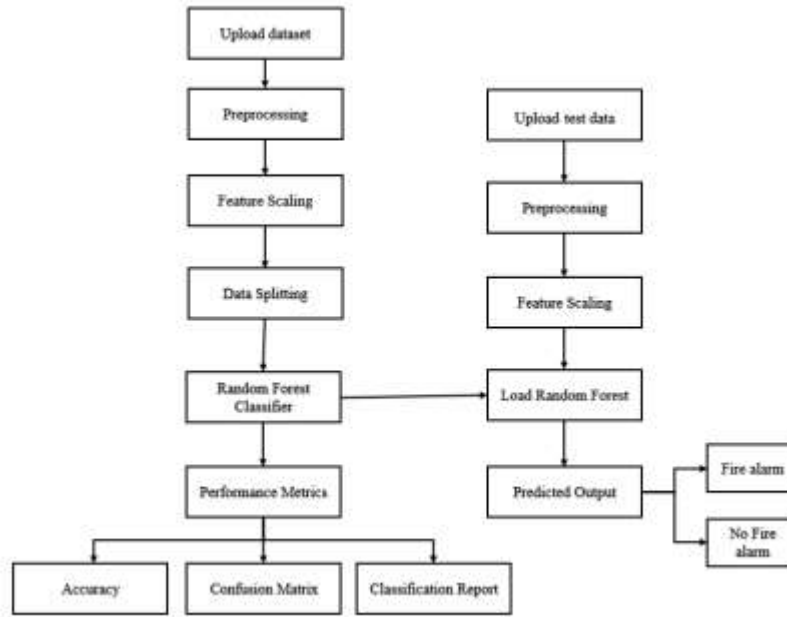 Upload dataset
Preprocessing
Feature Scaling
Data Splitting
Random Forest
Classifier
Performance Metrics
Accuracy
Confusion Matrix
Classification Report
Upload test data
Preprocessing
Feature Scaling
Load Random Forest
Predicted Output
Fire alarm
No Fire
alarm